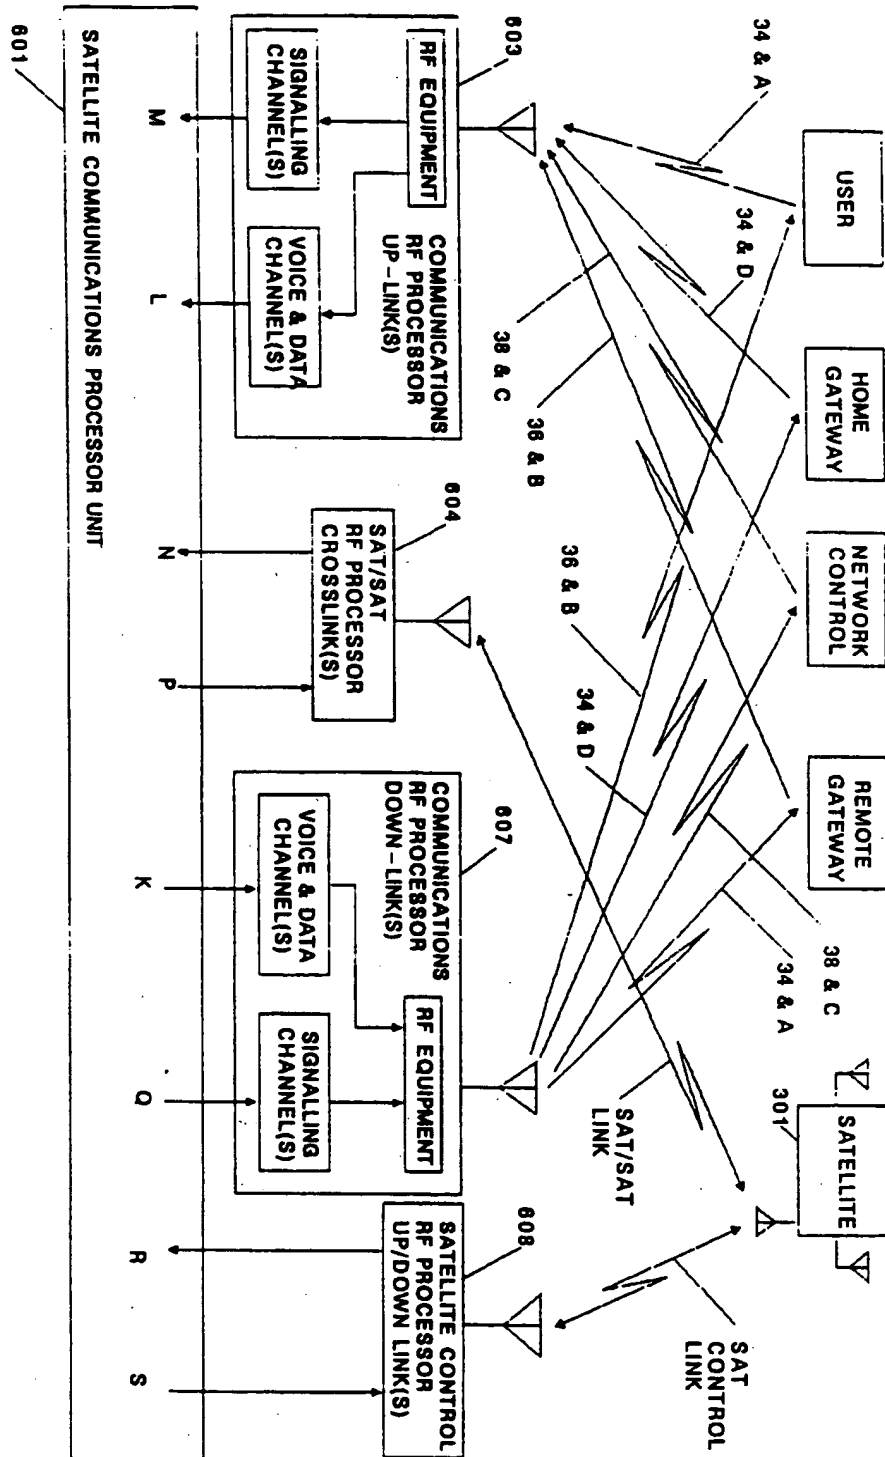 USER
HOME
GATEWAY
NETWORK
CONTROL
REMOTE
GATEWAY
SATELLITE
34 & A
34 & D
38 & C
36 & B
36 & B
34 & D
38 & C
34 & A
301
SAT/SAT
LINK
SAT
CONTROL
LINK
603
RF EQUIPMENT
COMMUNICATIONS
RF PROCESSOR
UP-LINK(S)
SIGNALLING
CHANNEL(S)
VOICE & DATA
CHANNEL(S)
604
SAT/SAT
RF PROCESSOR
CROSSLINK(S)
607
COMMUNICATIONS
RF PROCESSOR
DOWN-LINK(S)
RF EQUIPMENT
VOICE & DATA
CHANNEL(S)
SIGNALLING
CHANNEL(S)
608
SATELLITE CONTROL
RF PROCESSOR
UP/DOWN LINK(S)
M
L
N
P
K
Q
R
S
SATELLITE COMMUNICATIONS PROCESSOR UNIT
601